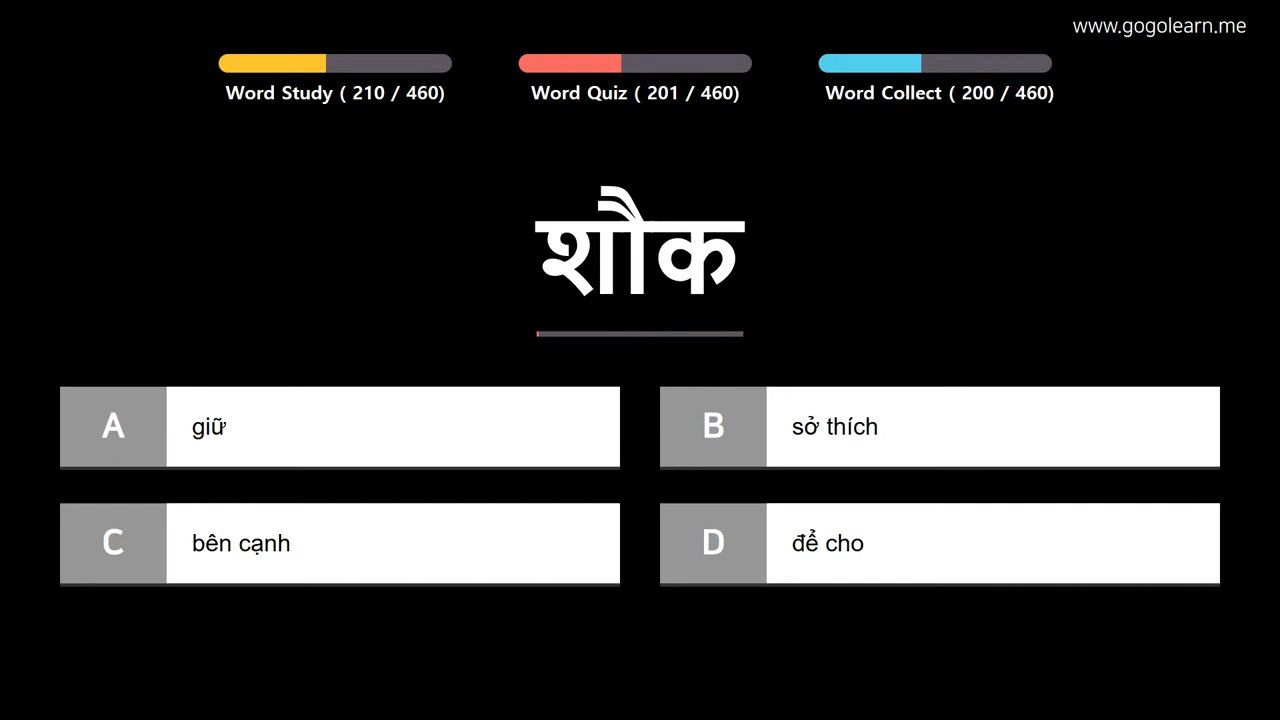 www.gogolearn.me
Word Study ( 210 / 460)
Word Quiz ( 201 / 460)
Word Collect ( 200 / 460)
शौक
A giữ
B sở thích
C bên cạnh
D để cho